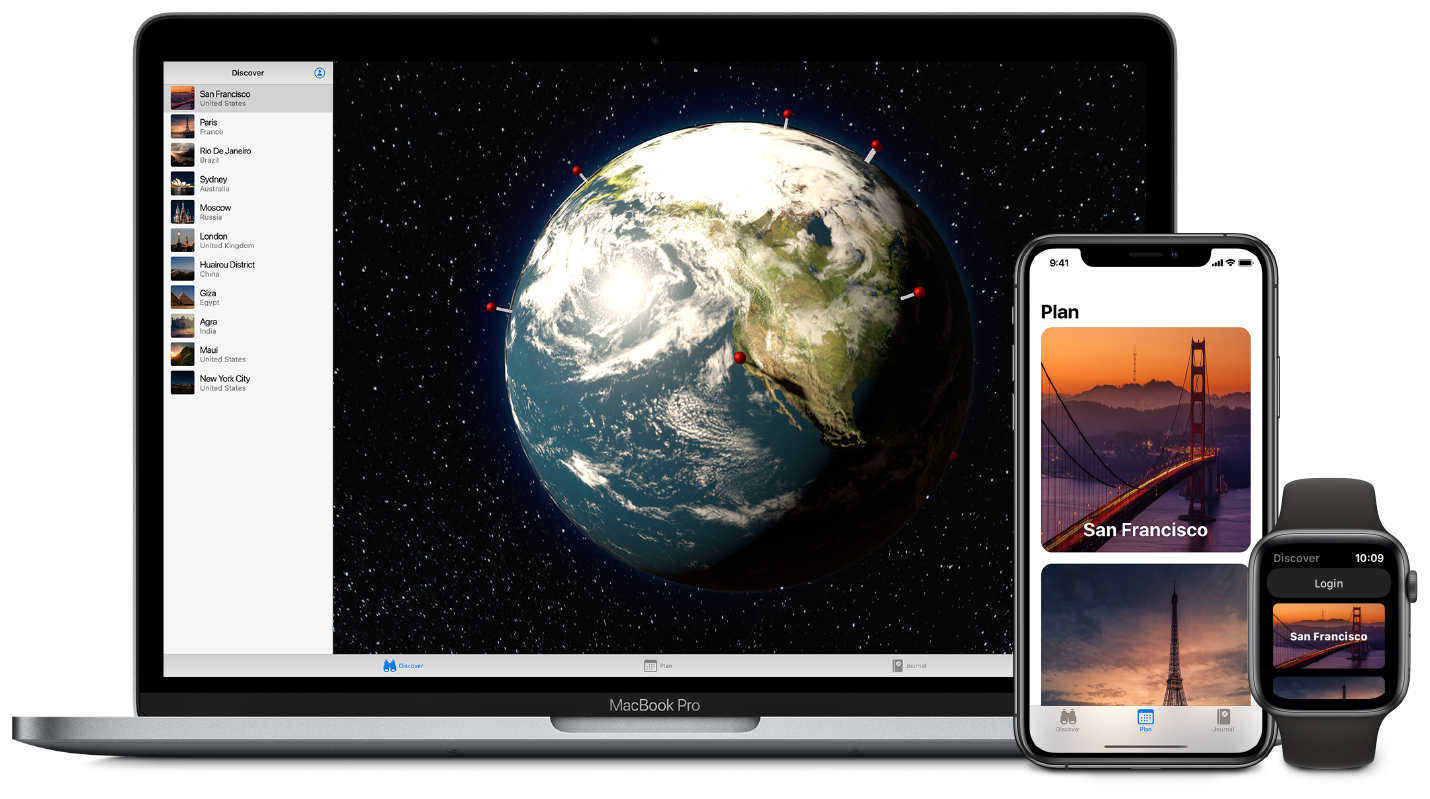 Discover
San Francisco
United States
Paris
France
Rio De Janeiro
Brazil
Sydney
Australia
Moscow
Russia
London
United Kingdom
Huairou District
China
Giza
Egypt
Agra
India
Maui
United States
New York City
United States
Discover
Plan
Journal
MacBook Pro
9:41
Plan
San Francisco
Discover
Plan
Journal
Discover
10:09
Login
San Francisco